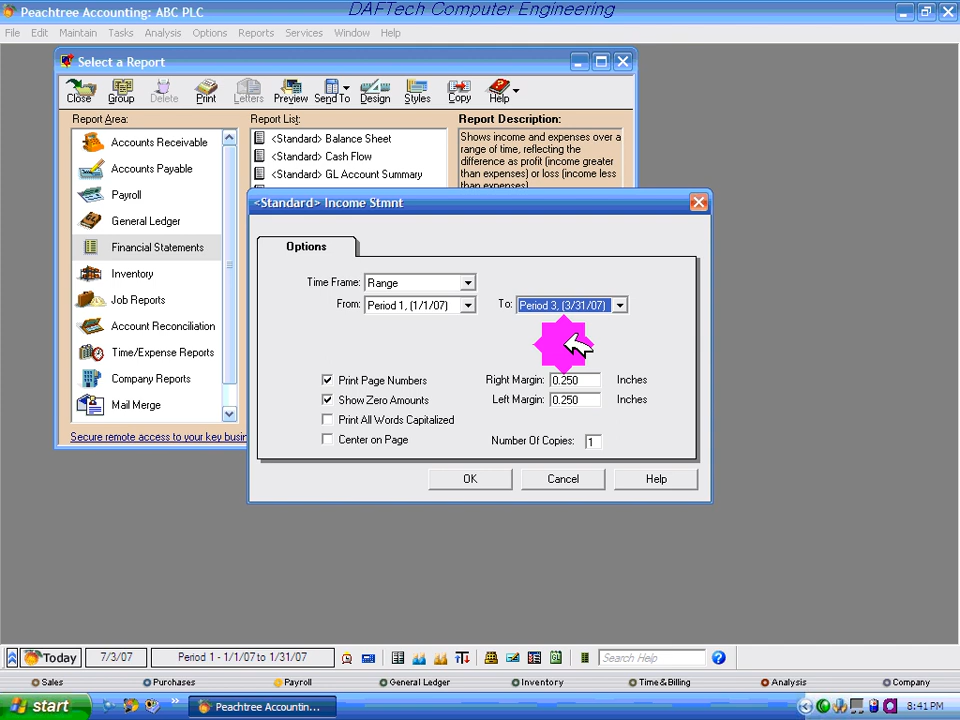 Peachtree Accounting: ABC PLC
DAFTech Computer Engineering
File Edit Maintain Tasks Analysis Options Reports Services Window Help
Select a Report
Close Group Delete Print Letters Preview Send To Design Styles Copy Help
Report Area: Report List: Report Description:
Accounts Receivable
Accounts Payable
Payroll
General Ledger
Financial Statements
Inventory
Job Reports
Account Reconciliation
Time/Expense Reports
Company Reports
Mail Merge
Secure remote access to your key busin
<Standard> Balance Sheet
<Standard> Cash Flow
<Standard> GL Account Summary
Shows income and expenses over a
range of time, reflecting the
difference as profit (income greater
than expenses) or loss (income less
than expenses).
<Standard> Income Stmnt
Options
Time Frame: Range
From: Period 1, (1/1/07) To: Period 3, (3/31/07)
Print Page Numbers Right Margin: 0.250 Inches
Show Zero Amounts Left Margin: 0.250 Inches
Print All Words Capitalized
Center on Page Number Of Copies: 1
OK Cancel Help
Today 7/3/07 Period 1 - 1/1/07 to 1/31/07 Search Help
Sales Purchases Payroll General Ledger Inventory Time & Billing Analysis Company
start Peachtree Accountin... 8:41 PM